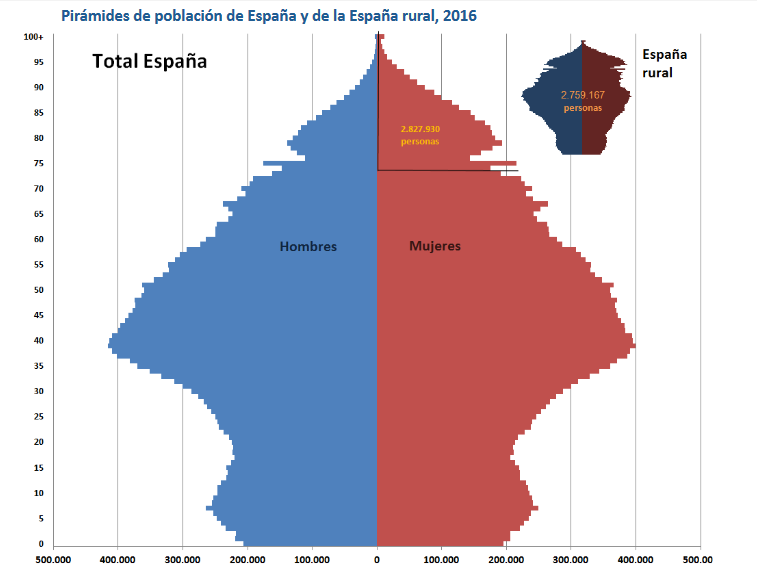 Pirámides de población de España y de la España rural, 2016
Total España
España
rural
2.759.167
personas
2.827.930
personas
Hombres
Mujeres
100+
95
90
85
80
75
70
65
60
55
50
45
40
35
30
25
20
15
10
5
0
500.000 400.000 300.000 200.000 100.000 0 100.000 200.000 300.000 400.000 500.00